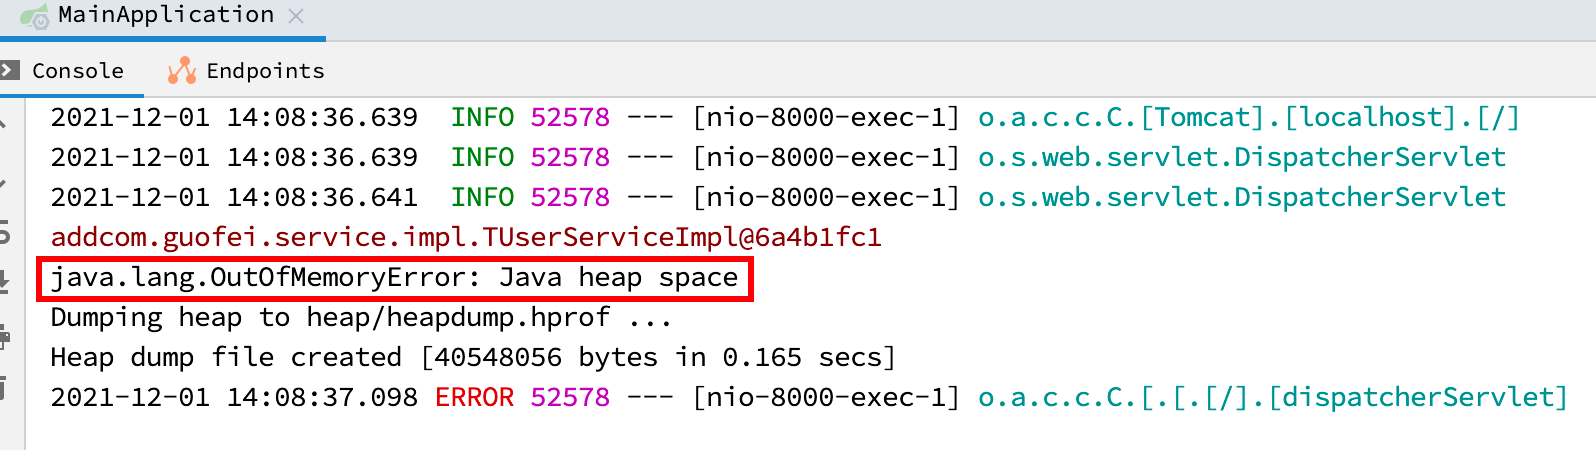 MainApplication
Console Endpoints
2021-12-01 14:08:36.639  INFO 52578 --- [nio-8000-exec-1] o.a.c.c.C.[Tomcat].[localhost].[/]
2021-12-01 14:08:36.639  INFO 52578 --- [nio-8000-exec-1] o.s.web.servlet.DispatcherServlet
2021-12-01 14:08:36.641  INFO 52578 --- [nio-8000-exec-1] o.s.web.servlet.DispatcherServlet
addcom.guofei.service.impl.TUserServiceImpl@6a4b1fc1
java.lang.OutOfMemoryError: Java heap space
Dumping heap to heap/heapdump.hprof ...
Heap dump file created [40548056 bytes in 0.165 secs]
2021-12-01 14:08:37.098 ERROR 52578 --- [nio-8000-exec-1] o.a.c.c.C.[.[.[/].[dispatcherServlet]